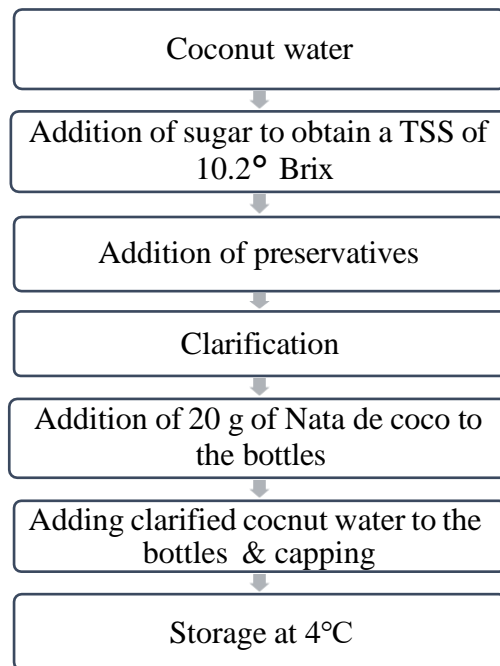 Coconut water
Addition of sugar to obtain a TSS of
10.2° Brix
Addition of preservatives
Clarification
Addition of 20 g of Nata de coco to
the bottles
Adding clarified cocnut water to the
bottles & capping
Storage at 4°C